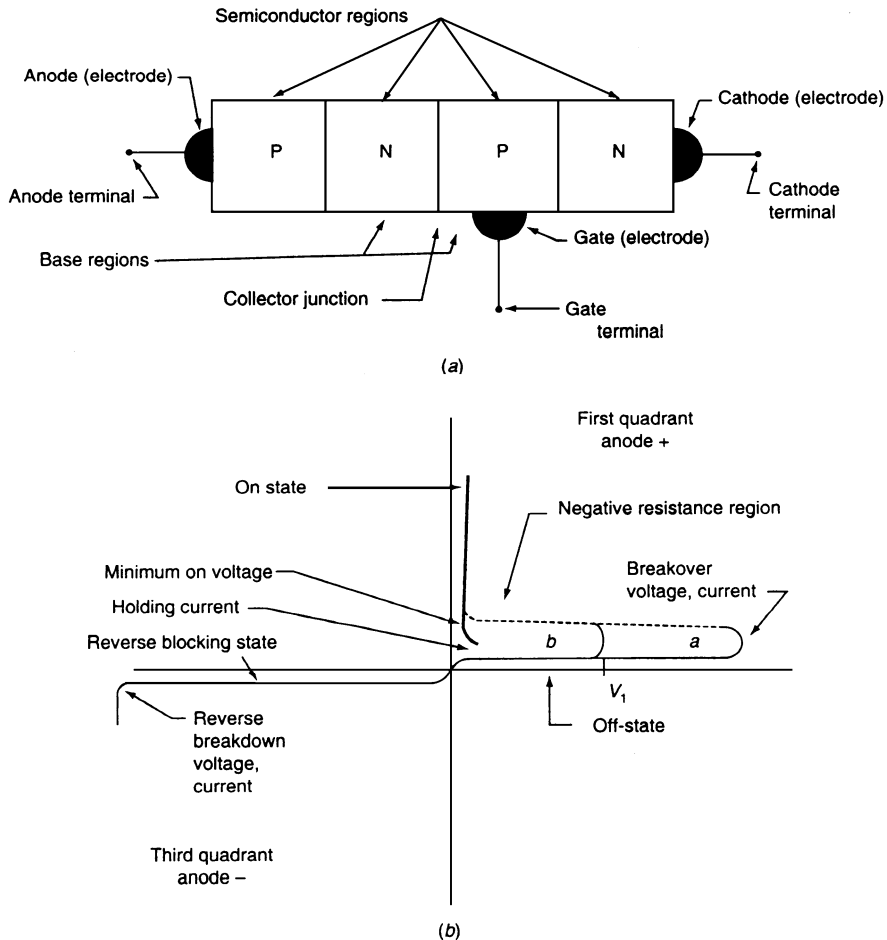 Semiconductor regions
Anode (electrode)
Cathode (electrode)
P
N
P
N
Anode terminal
Cathode
terminal
Gate (electrode)
Base regions
Collector junction
Gate
terminal
(a)
First quadrant
anode +
On state
Negative resistance region
Minimum on voltage
Breakover
voltage, current
Holding current
Reverse blocking state
b
a
V1
Reverse
breakdown
voltage,
current
Off-state
Third quadrant
anode –
(b)